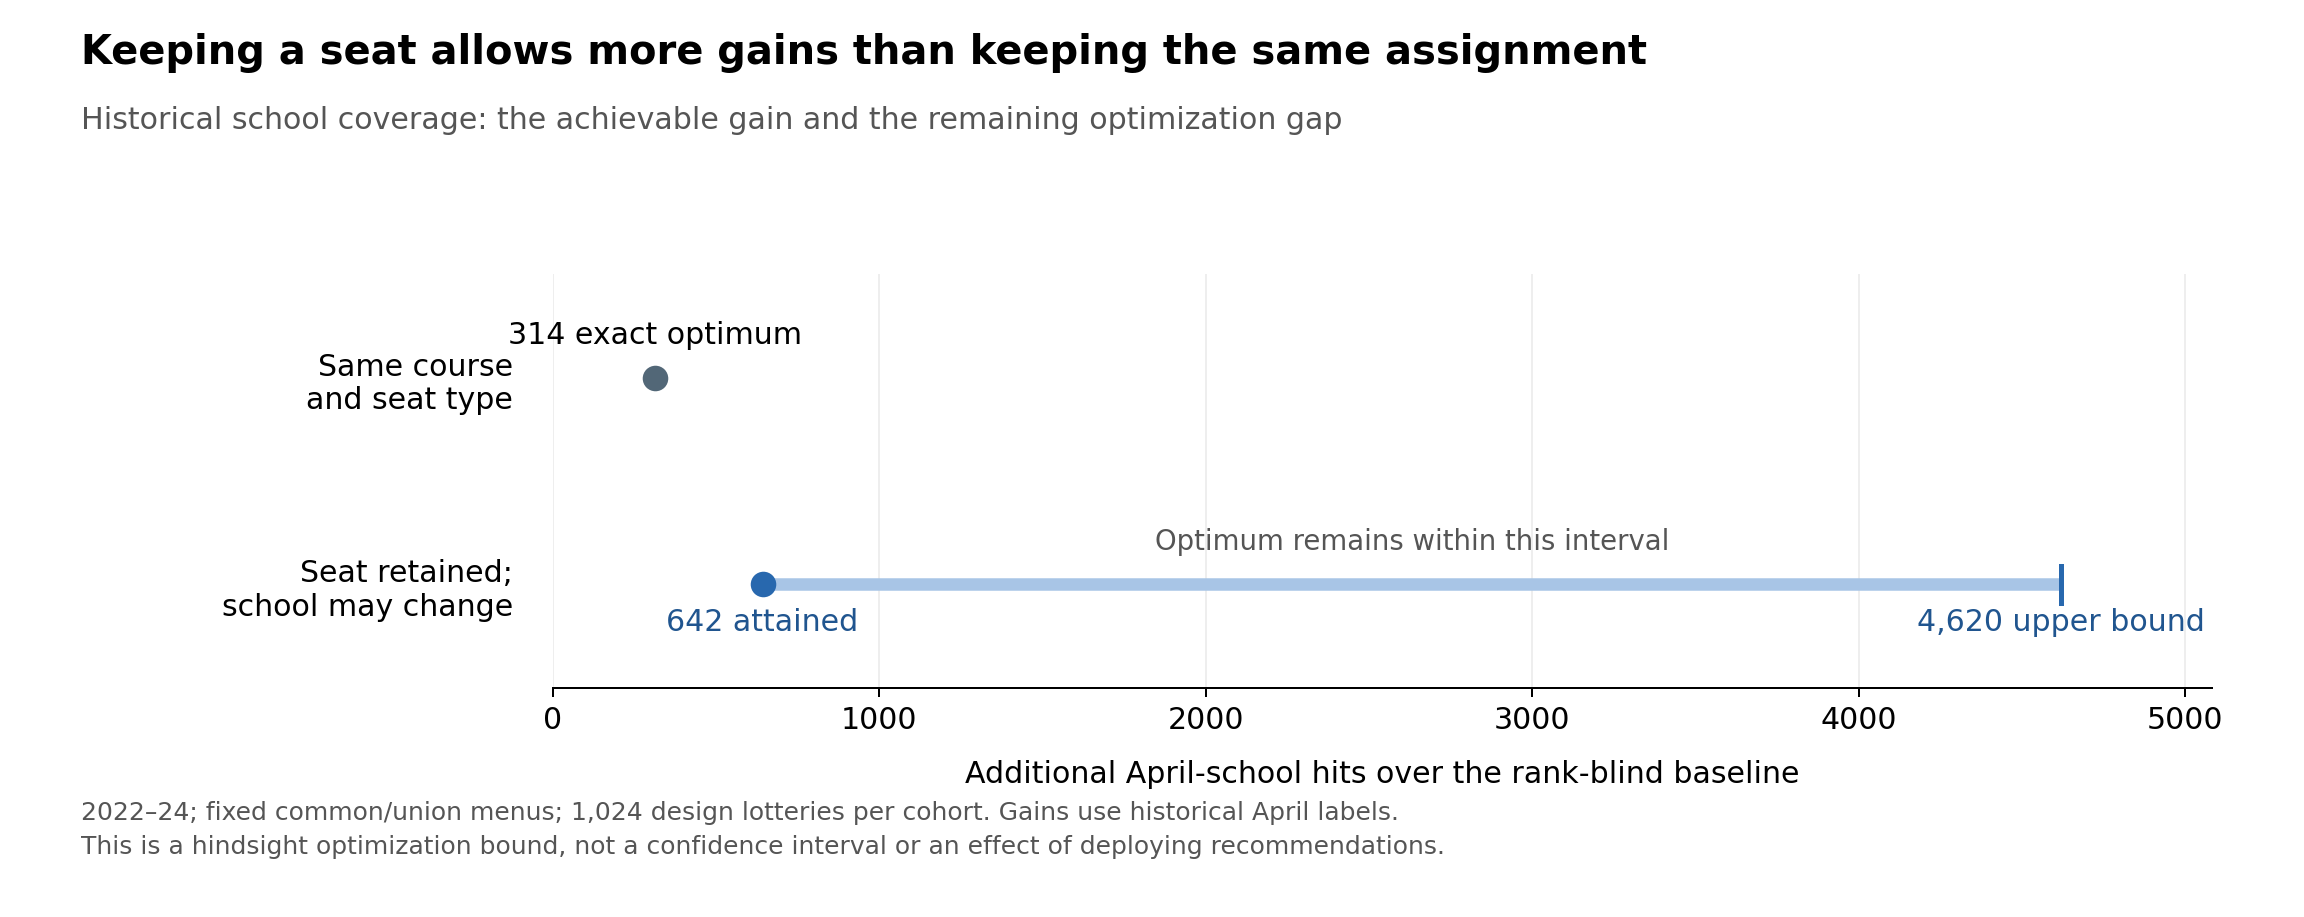 Keeping a seat allows more gains than keeping the same assignment
Historical school coverage: the achievable gain and the remaining optimization gap
314 exact optimum
Same course
and seat type
Optimum remains within this interval
Seat retained;
school may change
642 attained
4,620 upper bound
0 1000 2000 3000 4000 5000
Additional April-school hits over the rank-blind baseline
2022–24; fixed common/union menus; 1,024 design lotteries per cohort. Gains use historical April labels.
This is a hindsight optimization bound, not a confidence interval or an effect of deploying recommendations.